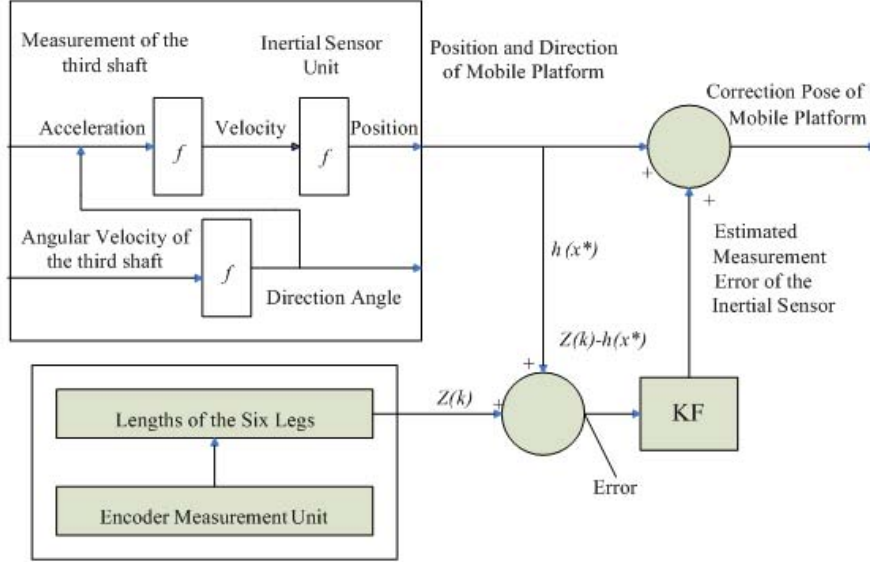 Measurement of the
third shaft
Inertial Sensor
Unit
Position and Direction
of Mobile Platform
Correction Pose of
Mobile Platform
Acceleration
Velocity
Position
f
f
+
+
Angular Velocity of
the third shaft
f
Direction Angle
h(x*)
Estimated
Measurement
Error of the
Inertial Sensor
Z(k)-h(x*)
+
+
Z(k)
Lengths of the Six Legs
KF
Error
Encoder Measurement Unit